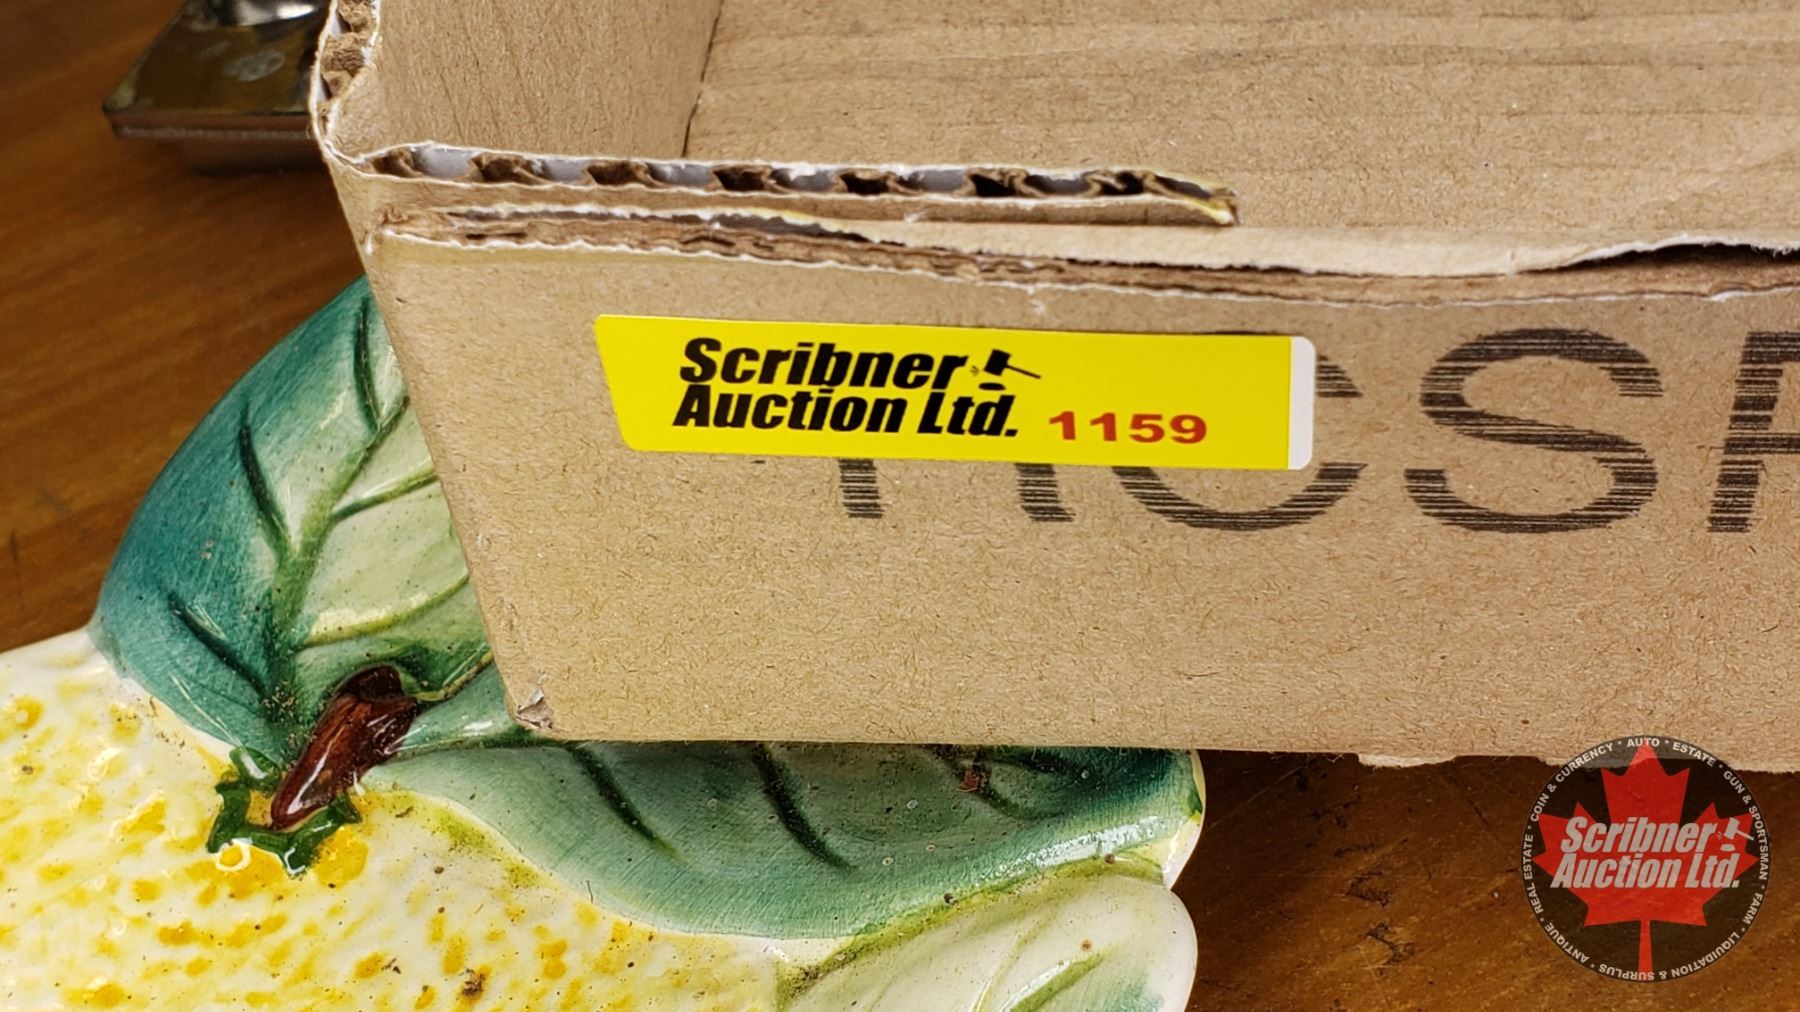 Scribner
Auction Ltd. 1159
COIN & CURRENCY * AUTO * ESTATE * GUN & SPORTSMAN * FARM * LIQUIDATION & SURPLUS * ANTIQUE * REAL ESTATE *
Scribner
Auction Ltd.